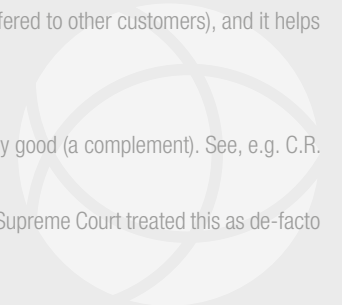 fered to other customers), and it helps
y good (a complement). See, e.g. C.R.
Supreme Court treated this as de-facto